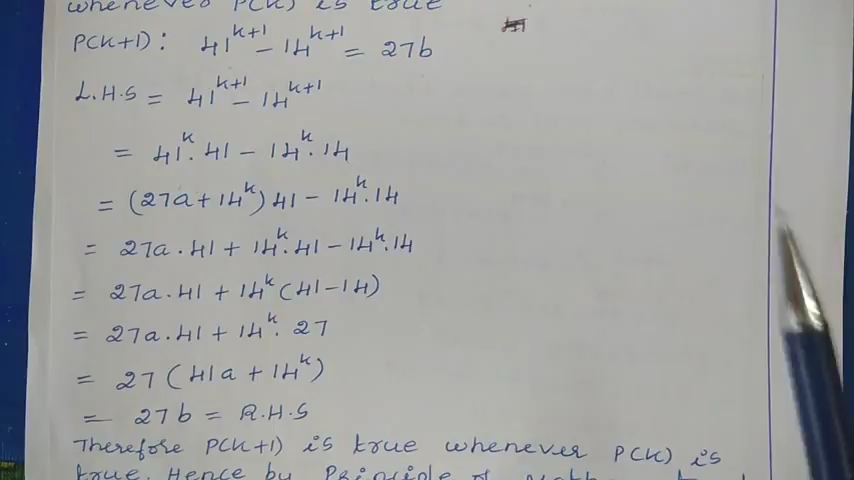 whenever P(k) is true
P(k+1): 41^{k+1} - 14^{k+1} = 27b
L.H.S = 41^{k+1} - 14^{k+1}
= 41^k . 41 - 14^k . 14
= (27a + 14^k) 41 - 14^k . 14
= 27a . 41 + 14^k . 41 - 14^k . 14
= 27a . 41 + 14^k (41 - 14)
= 27a . 41 + 14^k . 27
= 27 (41a + 14^k)
= 27b = R.H.S
Therefore P(k+1) is true whenever P(k) is
true. Hence by Principle of